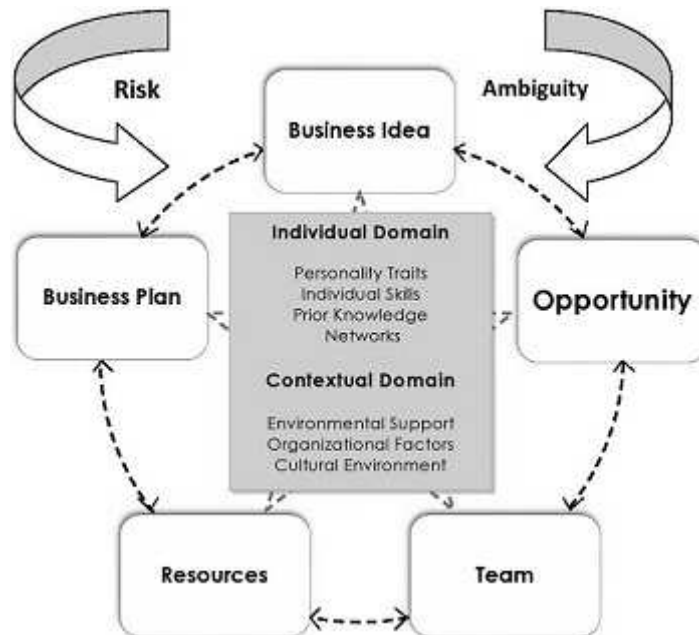 Risk
Ambiguity
Business Idea
Individual Domain
Personality Traits
Individual Skills
Prior Knowledge
Networks
Business Plan
Opportunity
Contextual Domain
Environmental Support
Organizational Factors
Cultural Environment
Resources
Team